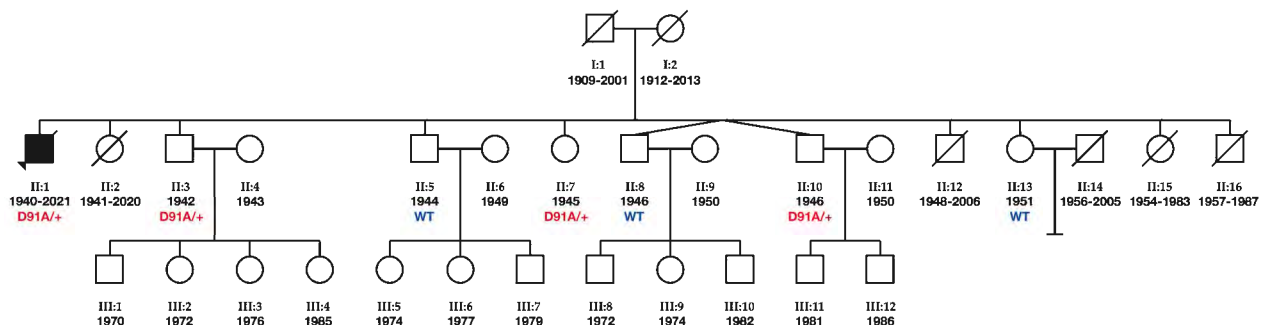 I:1 I:2
1909-2001 1912-2013
II:1 II:2 II:3 II:4 II:5 II:6 II:7 II:8 II:9 II:10 II:11 II:12 II:13 II:14 II:15 II:16
1940-2021 1941-2020 1942 1943 1944 1949 1945 1946 1950 1946 1950 1948-2006 1951 1956-2005 1954-1983 1957-1987
D91A/+ D91A/+ WT D91A/+ WT D91A/+ WT
III:1 III:2 III:3 III:4 III:5 III:6 III:7 III:8 III:9 III:10 III:11 III:12
1970 1972 1976 1985 1974 1977 1979 1972 1974 1982 1981 1986